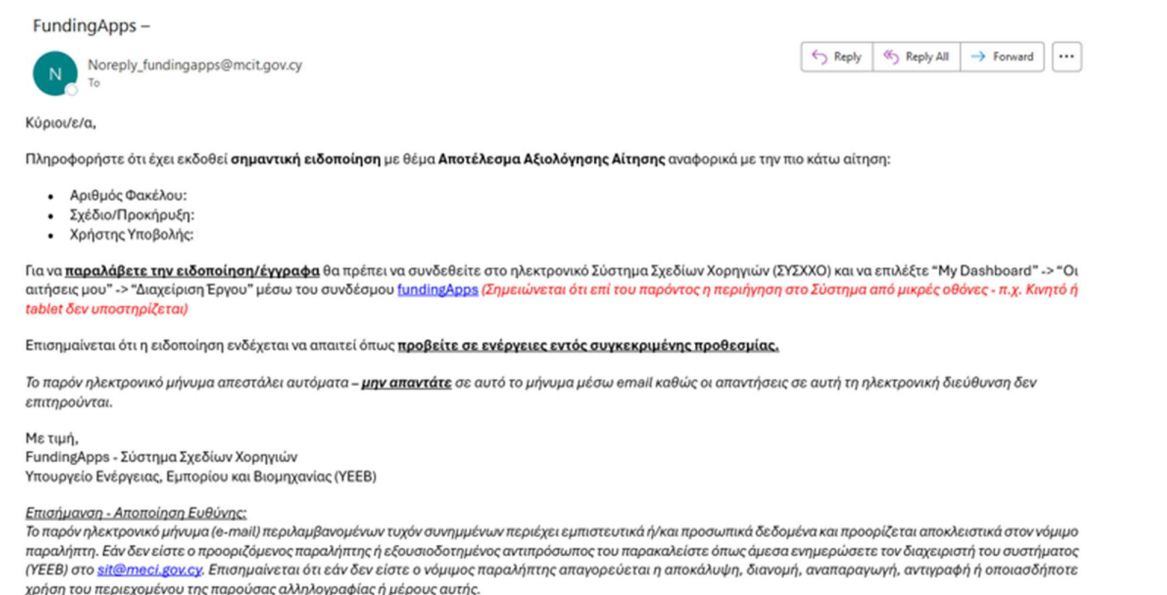 FundingApps –
N
Noreply_fundingapps@mcit.gov.cy
To
Reply
Reply All
Forward
Κύριοι/ε/α,
Πληροφορήστε ότι έχει εκδοθεί σημαντική ειδοποίηση με θέμα Αποτέλεσμα Αξιολόγησης Αίτησης αναφορικά με την πιο κάτω αίτηση:
• Αριθμός Φακέλου:
• Σχέδιο/Προκήρυξη:
• Χρήστης Υποβολής:
Για να παραλάβετε την ειδοποίηση/έγγραφα θα πρέπει να συνδεθείτε στο ηλεκτρονικό Σύστημα Σχεδίων Χορηγιών (ΣΥΣΧΧΟ) και να επιλέξτε “My Dashboard” -> “Οι
αιτήσεις μου” -> “Διαχείριση Έργου” μέσω του συνδέσμου fundingApps (Σημειώνεται ότι επί του παρόντος η περιήγηση στο Σύστημα από μικρές οθόνες - π.χ. Κινητό ή
tablet δεν υποστηρίζεται)
Επισημαίνεται ότι η ειδοποίηση ενδέχεται να απαιτεί όπως προβείτε σε ενέργειες εντός συγκεκριμένης προθεσμίας.
Το παρόν ηλεκτρονικό μήνυμα απεστάλει αυτόματα – μην απαντάτε σε αυτό το μήνυμα μέσω email καθώς οι απαντήσεις σε αυτή τη ηλεκτρονική διεύθυνση δεν
επιτηρούνται.
Με τιμή,
FundingApps - Σύστημα Σχεδίων Χορηγιών
Υπουργείο Ενέργειας, Εμπορίου και Βιομηχανίας (ΥΕΕΒ)
Επισήμανση - Αποποίηση Ευθύνης:
Το παρόν ηλεκτρονικό μήνυμα (e-mail) περιλαμβανομένων τυχόν συνημμένων περιέχει εμπιστευτικά ή/και προσωπικά δεδομένα και προορίζεται αποκλειστικά στον νόμιμο
παραλήπτη. Εάν δεν είστε ο προοριζόμενος παραλήπτης ή εξουσιοδοτημένος αντιπρόσωπος του παρακαλείστε όπως άμεσα ενημερώσετε τον διαχειριστή του συστήματος
(ΥΕΕΒ) στο sit@meci.gov.cy. Επισημαίνεται ότι εάν δεν είστε ο νόμιμος παραλήπτης απαγορεύεται η αποκάλυψη, διανομή, αναπαραγωγή, αντιγραφή ή οποιασδήποτε
χρήση του περιεχομένου της παρούσας αλληλογραφίας ή μέρους αυτής.